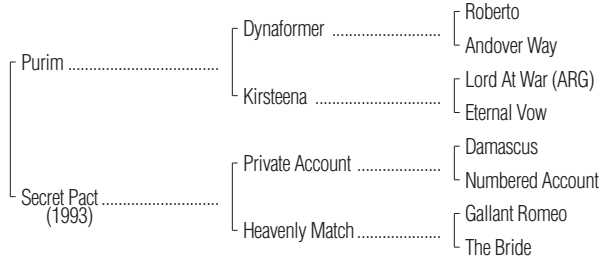 Roberto
Dynaformer ........................
Andover Way
Purim .................................
Lord At War (ARG)
Kirsteena ............................
Eternal Vow
Damascus
Private Account ..................
Numbered Account
Secret Pact .........................
(1993)
Gallant Romeo
Heavenly Match ..................
The Bride